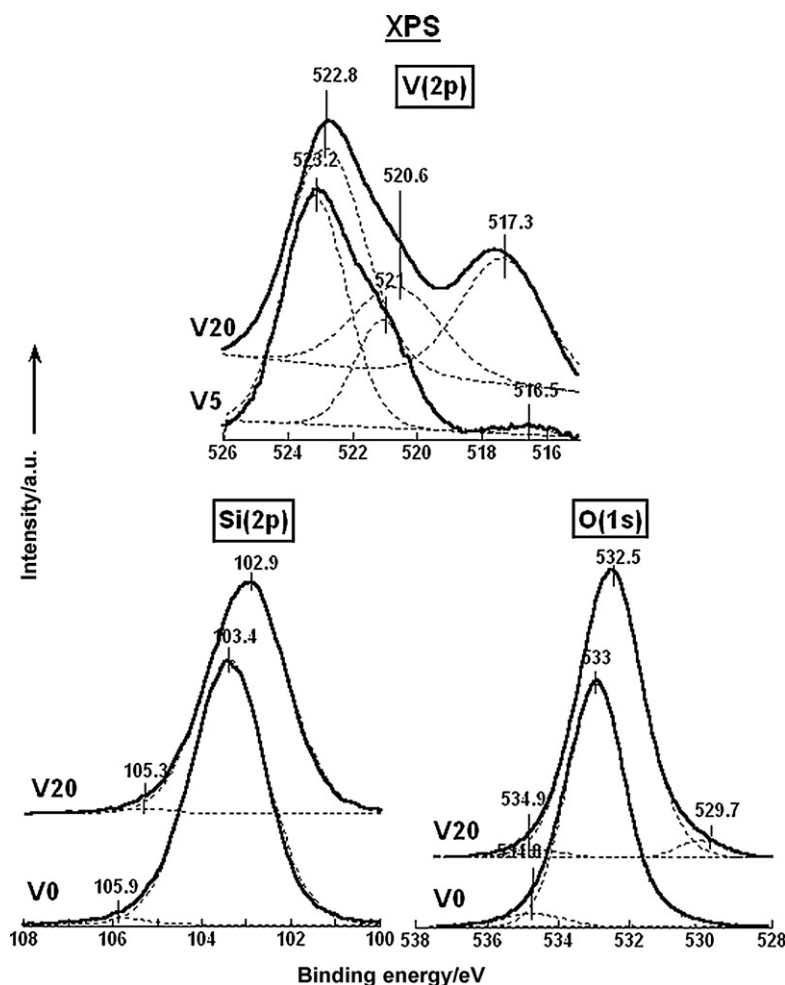 XPS
522.8
V(2p)
523.2
520.6
517.3
521
V20
V5
516.5
526 524 522 520 518 516
Intensity/a.u.
Si(2p)
O(1s)
102.9
532.5
103.4
533
105.3
V20
534.9
529.7
V20
534.8
105.9
V0
V0
108 106 104 102 100
538 536 534 532 530 528
Binding energy/eV